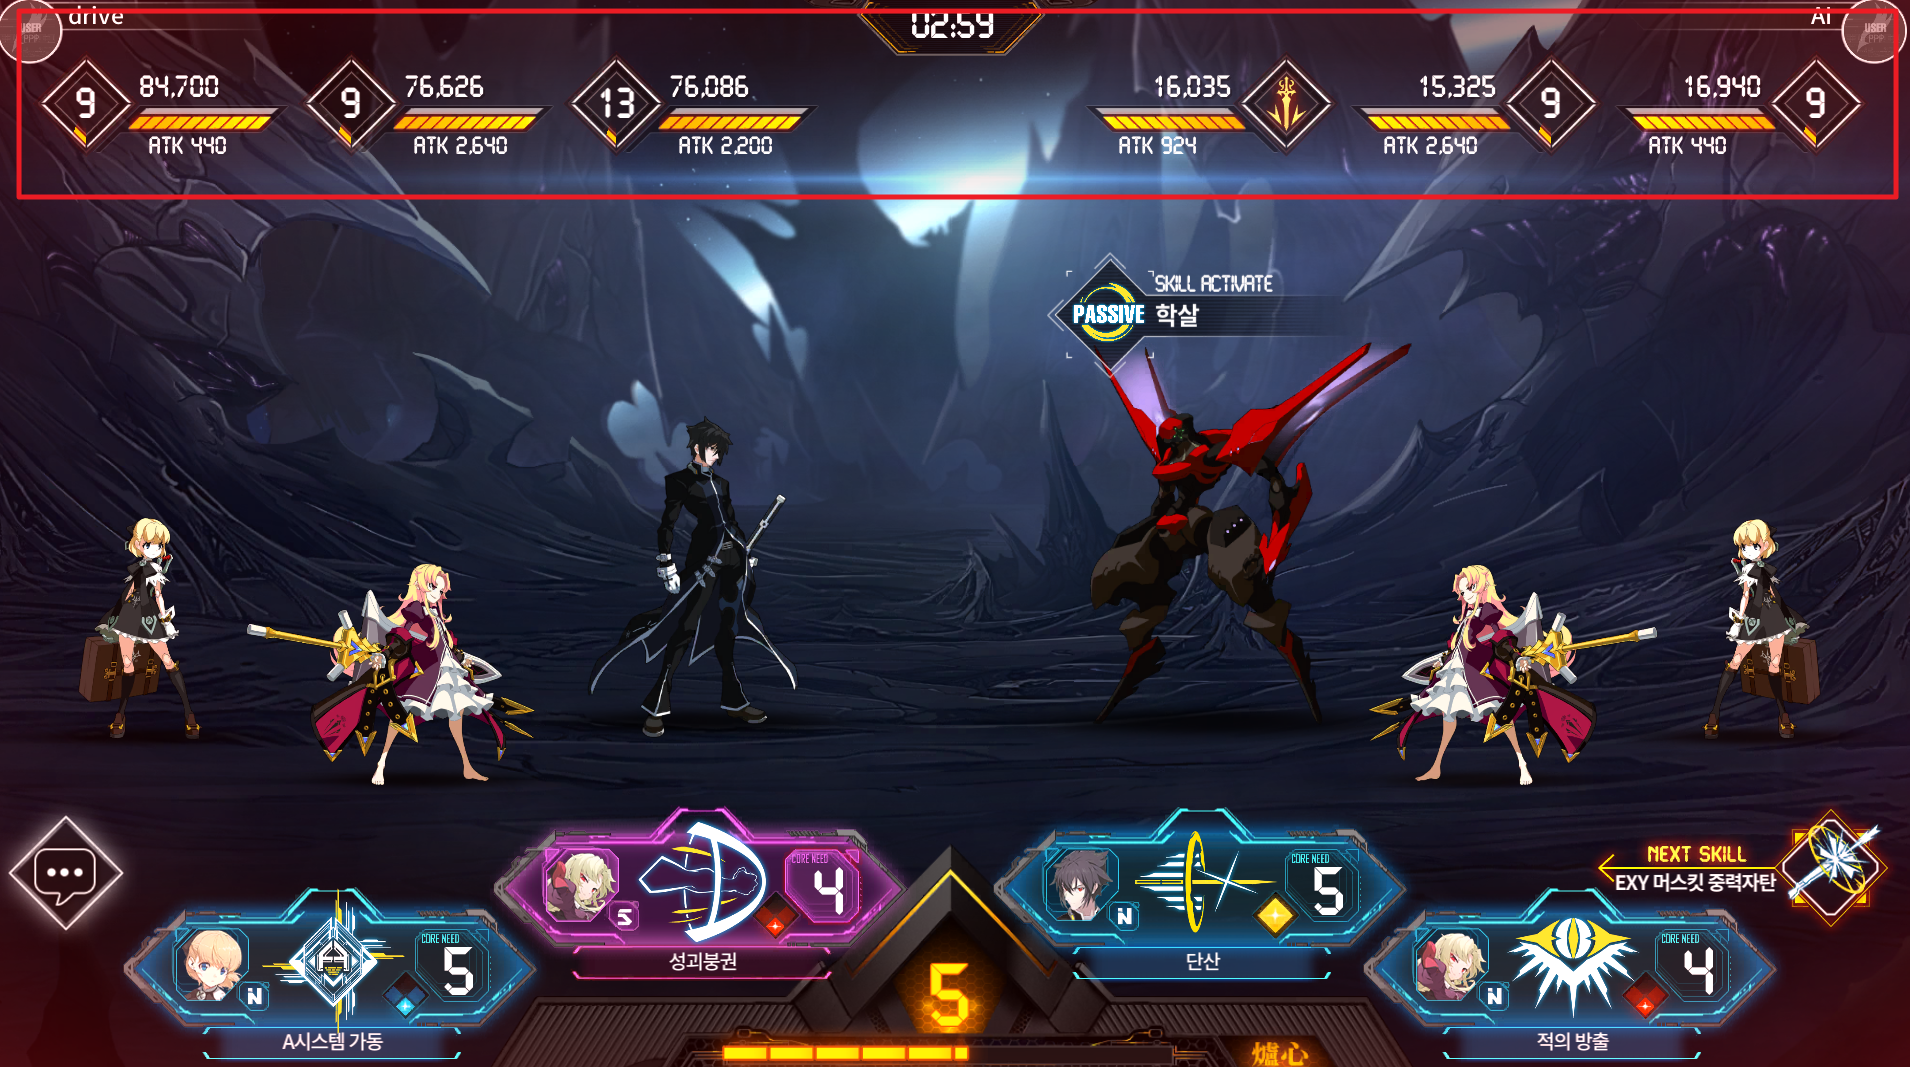 drive
02:59
AI
USER
USER
9
84,700
ATK 440
9
76,626
ATK 2,640
13
76,086
ATK 2,200
16,035
ATK 924
15,325
ATK 2,640
9
16,940
ATK 440
9
SKILL ACTIVATE
PASSIVE
학살
NEXT SKILL
EXY 머스킷 중력자탄
CORE NEED
4
S
성괴붕권
CORE NEED
5
N
단산
CORE NEED
5
N
A시스템 가동
CORE NEED
4
N
적의 방출
5
爐心